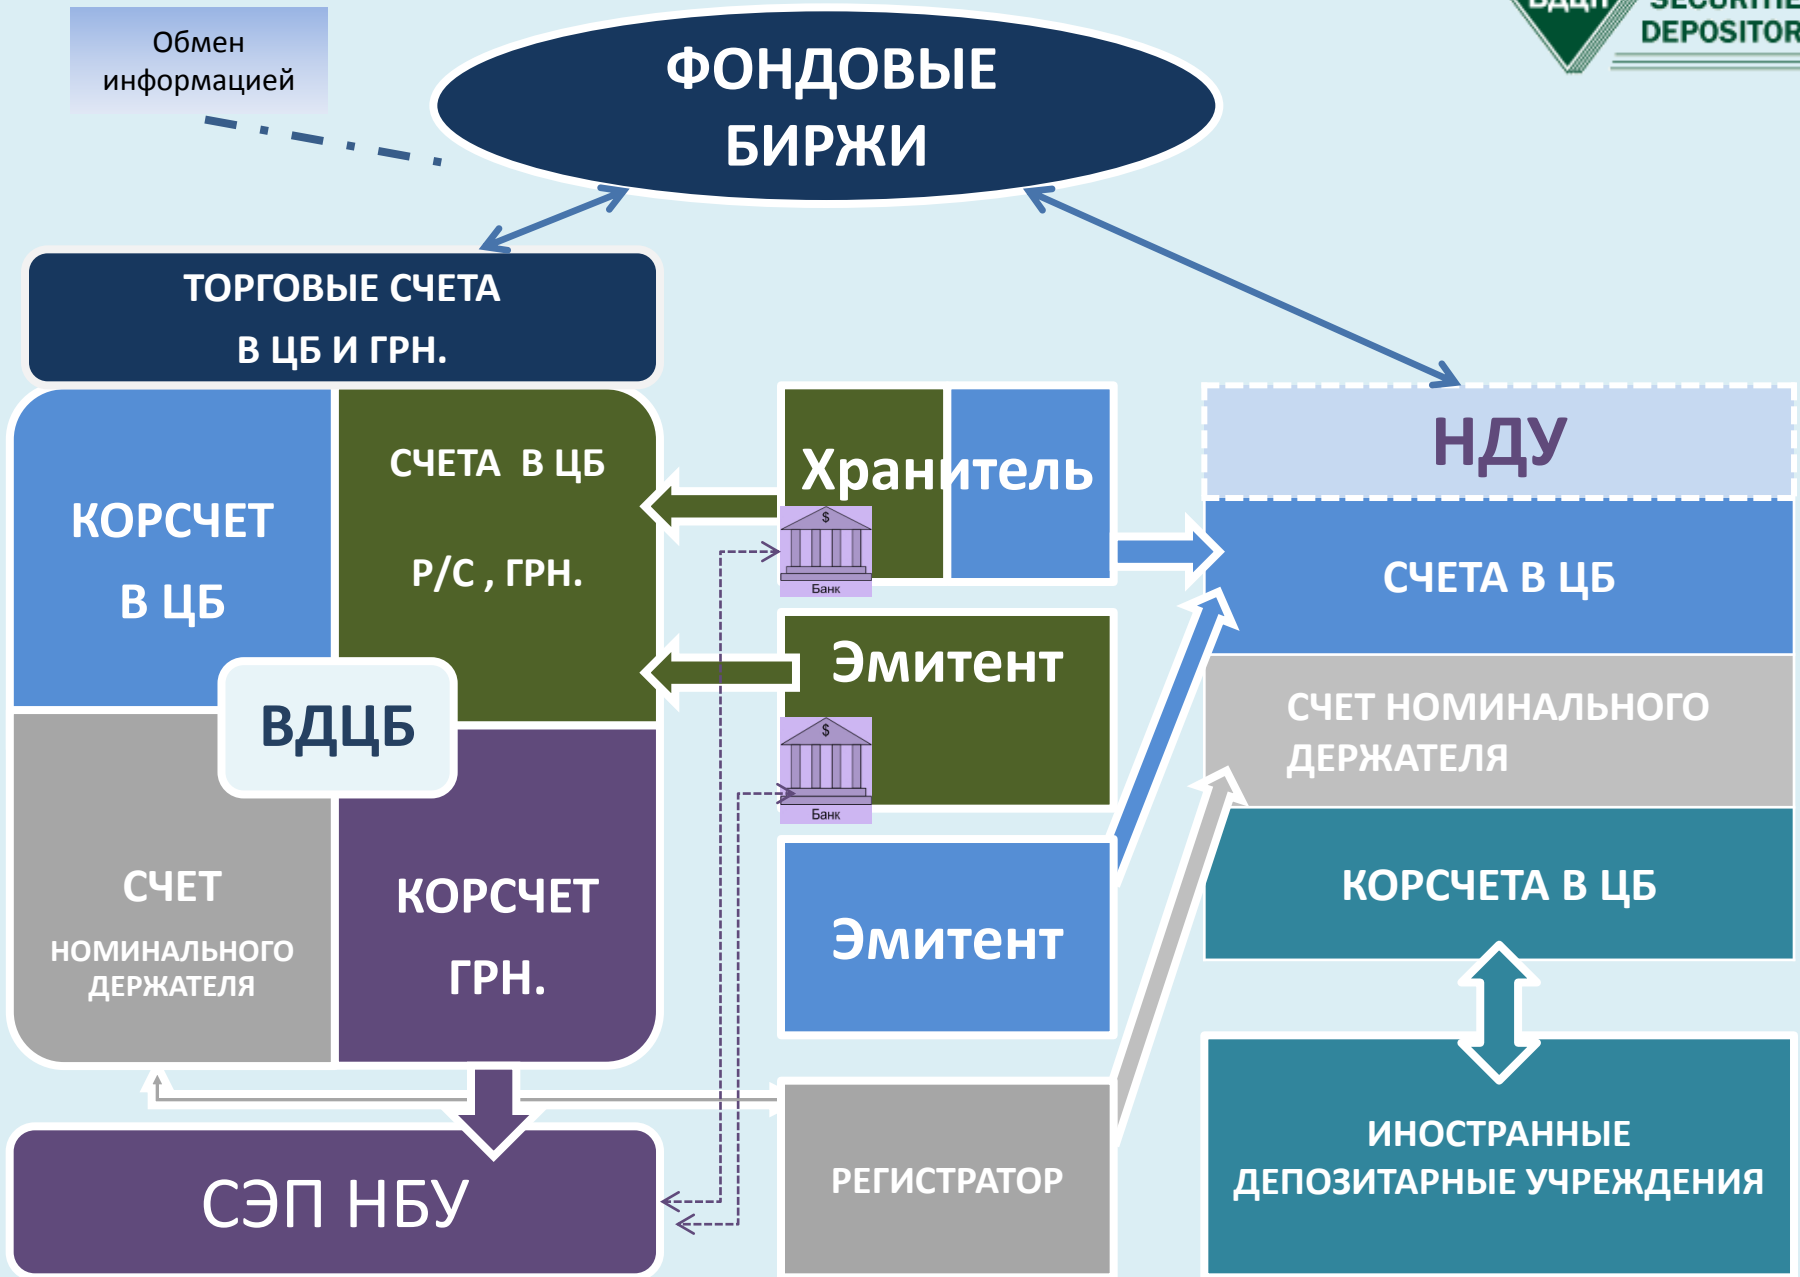 Обмен
информацией
ФОНДОВЫЕ
БИРЖИ
DEPOSITOR
ТОРГОВЫЕ СЧЕТА
В ЦБ И ГРН.
КОРСЧЕТ
В ЦБ
СЧЕТА В ЦБ
Р/С , ГРН.
ВДЦБ
СЧЕТ
НОМИНАЛЬНОГО
ДЕРЖАТЕЛЯ
КОРСЧЕТ
ГРН.
СЭП НБУ
Хранитель
$
Банк
Эмитент
$
Банк
Эмитент
РЕГИСТРАТОР
НДУ
СЧЕТА В ЦБ
СЧЕТ НОМИНАЛЬНОГО
ДЕРЖАТЕЛЯ
КОРСЧЕТА В ЦБ
ИНОСТРАННЫЕ
ДЕПОЗИТАРНЫЕ УЧРЕЖДЕНИЯ